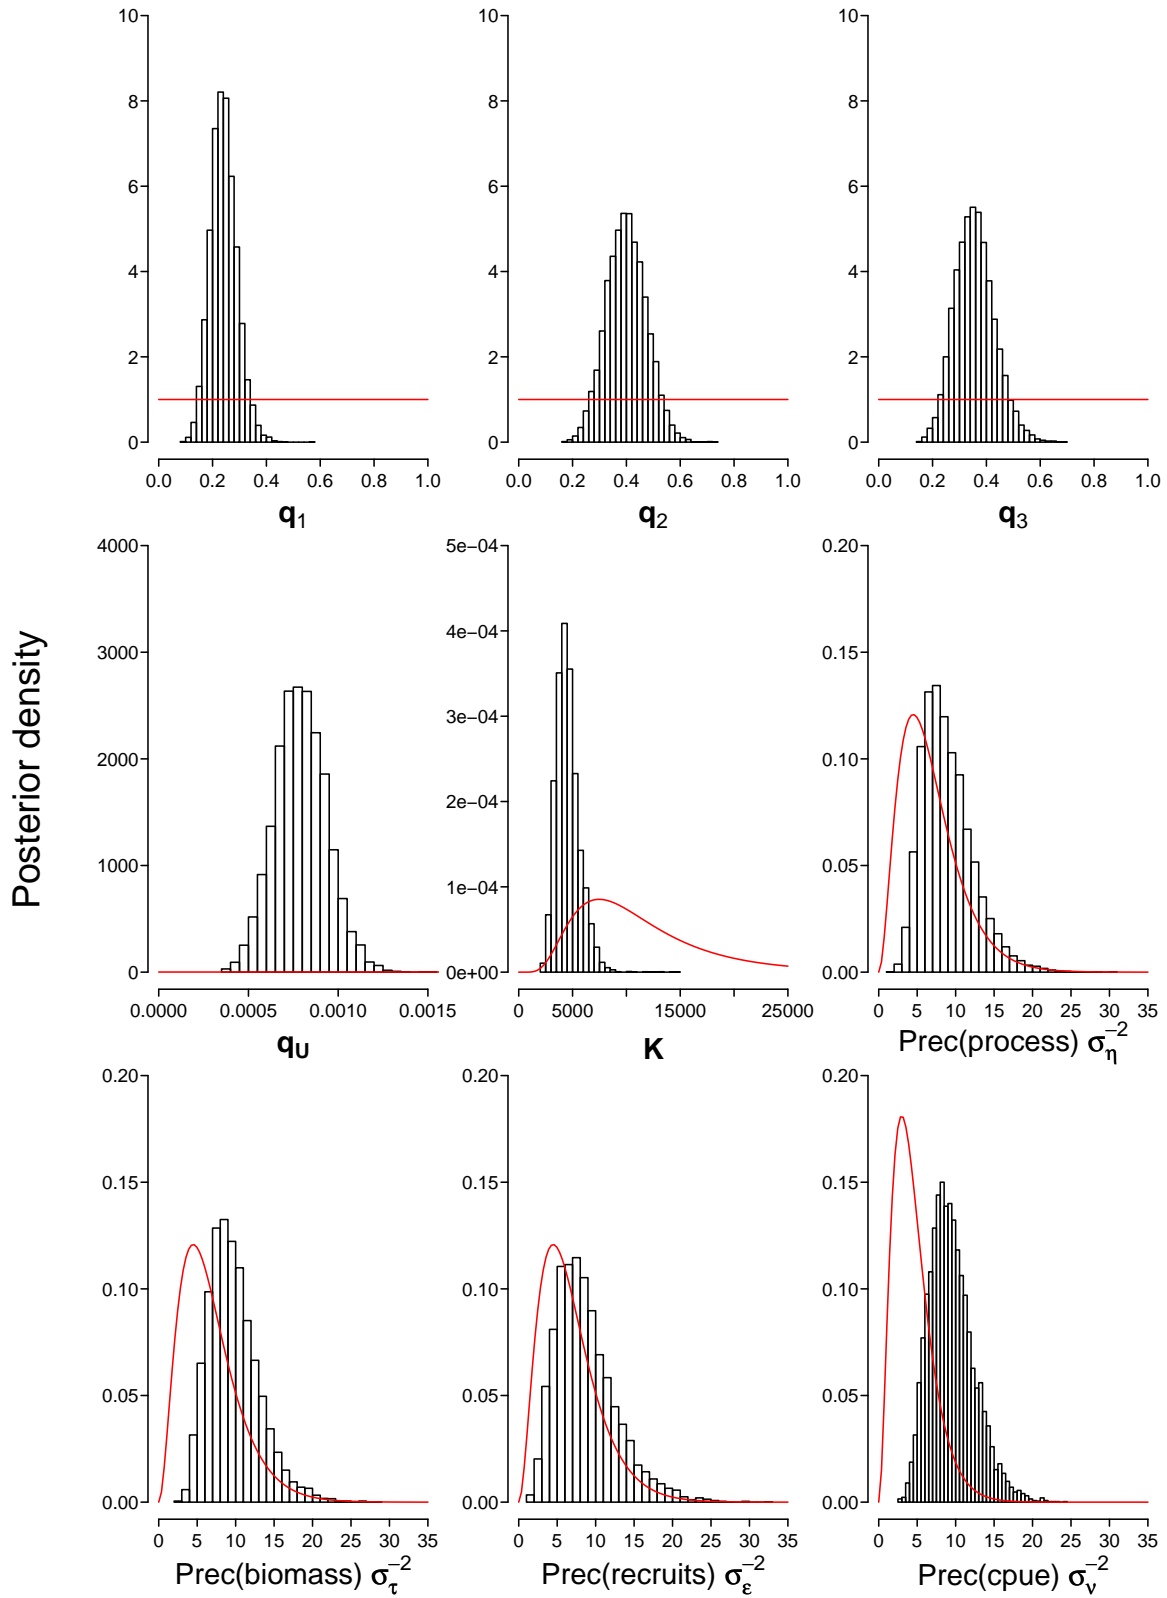 Posterior density
10
8
6
4
2
0
0.0 0.2 0.4 0.6 0.8 1.0
q1
10
8
6
4
2
0
0.0 0.2 0.4 0.6 0.8 1.0
q2
10
8
6
4
2
0
0.0 0.2 0.4 0.6 0.8 1.0
q3
4000
3000
2000
1000
0
0.0000 0.0005 0.0010 0.0015
qU
5e−04
4e−04
3e−04
2e−04
1e−04
0e+00
0 5000 15000 25000
K
0.20
0.15
0.10
0.05
0.00
0 5 10 15 20 25 30 35
Prec(process) ση−2
0.20
0.15
0.10
0.05
0.00
0 5 10 15 20 25 30 35
Prec(biomass) στ−2
0.20
0.15
0.10
0.05
0.00
0 5 10 15 20 25 30 35
Prec(recruits) σε−2
0.20
0.15
0.10
0.05
0.00
0 5 10 15 20 25 30 35
Prec(cpue) σν−2